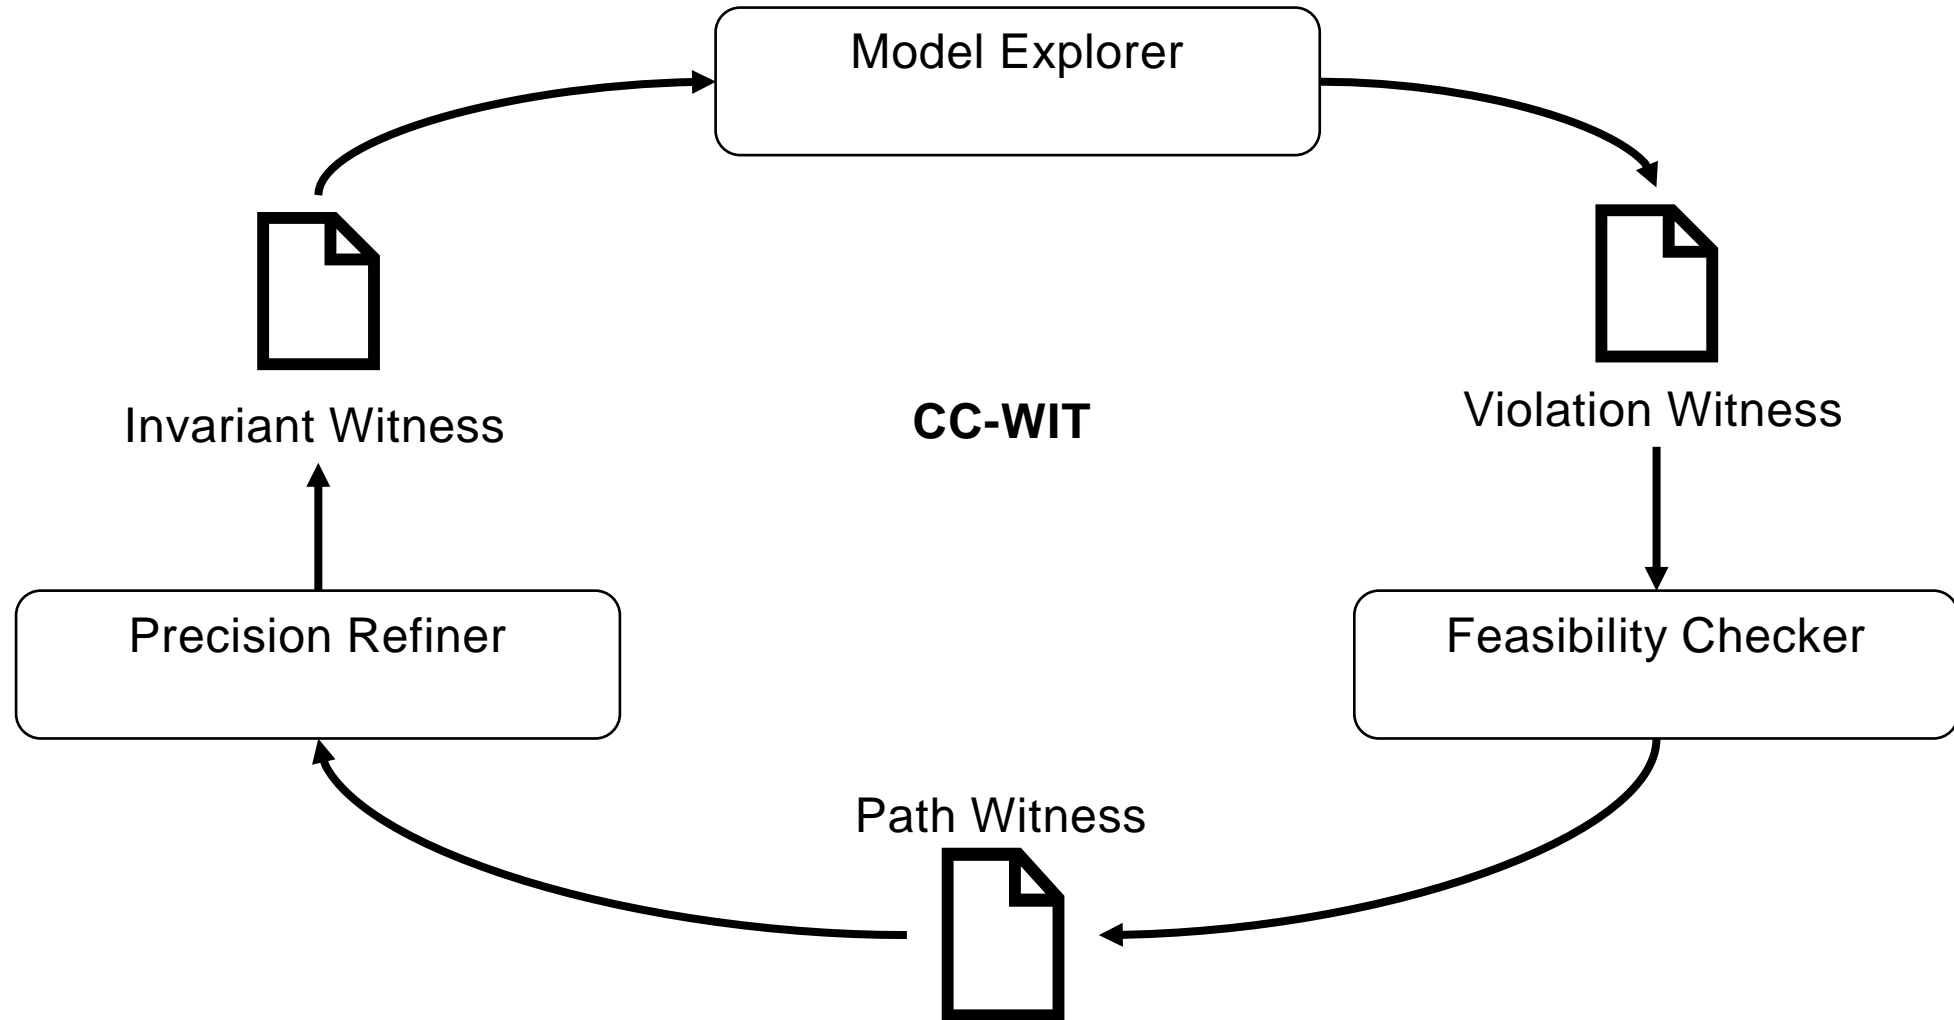 Model Explorer
Invariant Witness
CC-WIT
Violation Witness
Precision Refiner
Feasibility Checker
Path Witness